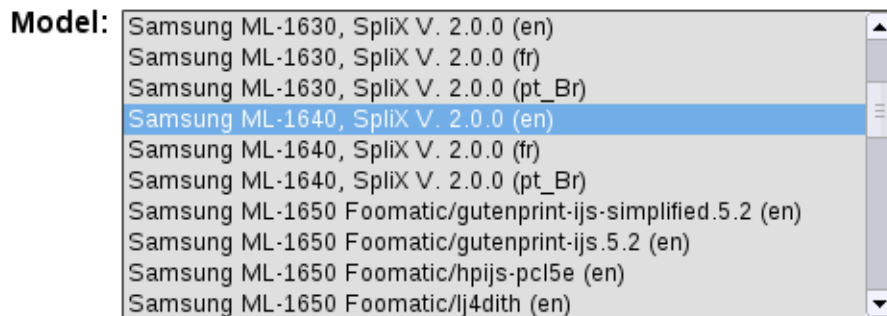 Model:
Samsung ML-1630, SpliX V. 2.0.0 (en)
Samsung ML-1630, SpliX V. 2.0.0 (fr)
Samsung ML-1630, SpliX V. 2.0.0 (pt_Br)
Samsung ML-1640, SpliX V. 2.0.0 (en)
Samsung ML-1640, SpliX V. 2.0.0 (fr)
Samsung ML-1640, SpliX V. 2.0.0 (pt_Br)
Samsung ML-1650 Foomatic/gutenprint-ijs-simplified.5.2 (en)
Samsung ML-1650 Foomatic/gutenprint-ijs.5.2 (en)
Samsung ML-1650 Foomatic/hpijs-pcl5e (en)
Samsung ML-1650 Foomatic/lj4dith (en)